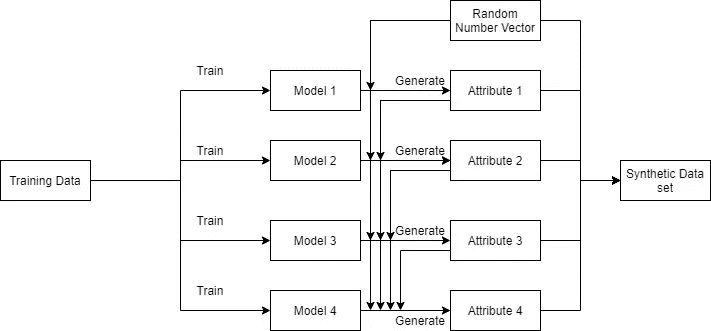 Random
Number Vector
Train
Model 1
Generate
Attribute 1
Train
Model 2
Generate
Attribute 2
Training Data
Synthetic Data
set
Train
Model 3
Generate
Attribute 3
Train
Model 4
Generate
Attribute 4